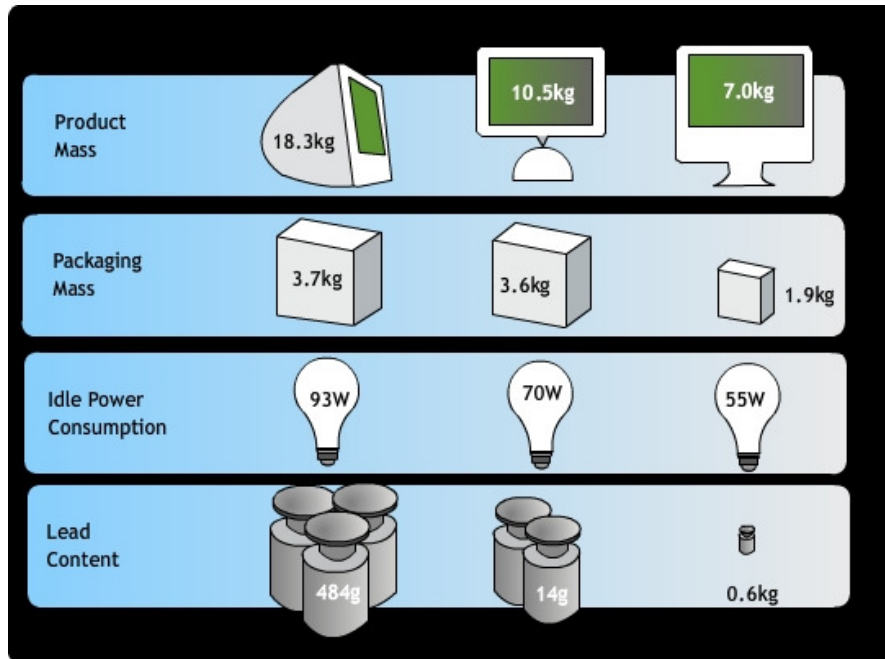 Product
Mass
18.3kg
10.5kg
7.0kg
Packaging
Mass
3.7kg
3.6kg
1.9kg
Idle Power
Consumption
93W
70W
55W
Lead
Content
484g
14g
0.6kg